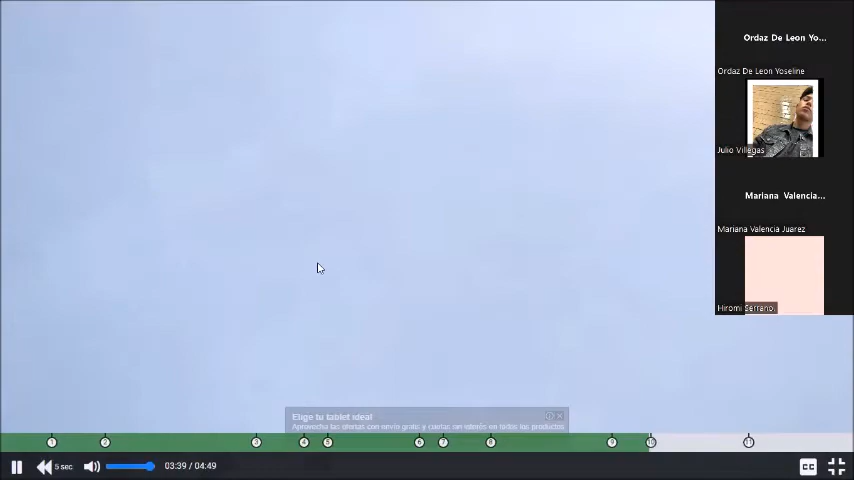 Ordaz De Leon Yo...
Ordaz De Leon Yoseline
Julio Villegas
Mariana Valencia...
Mariana Valencia Juarez
Hiromi Serrano.
Elige tu tablet ideal
Aprovecha las ofertas con envío gratis y cuotas sin interés en todos los productos
1 2 3 4 5 6 7 8 9 10 11
5 sec 03:39 / 04:49 CC